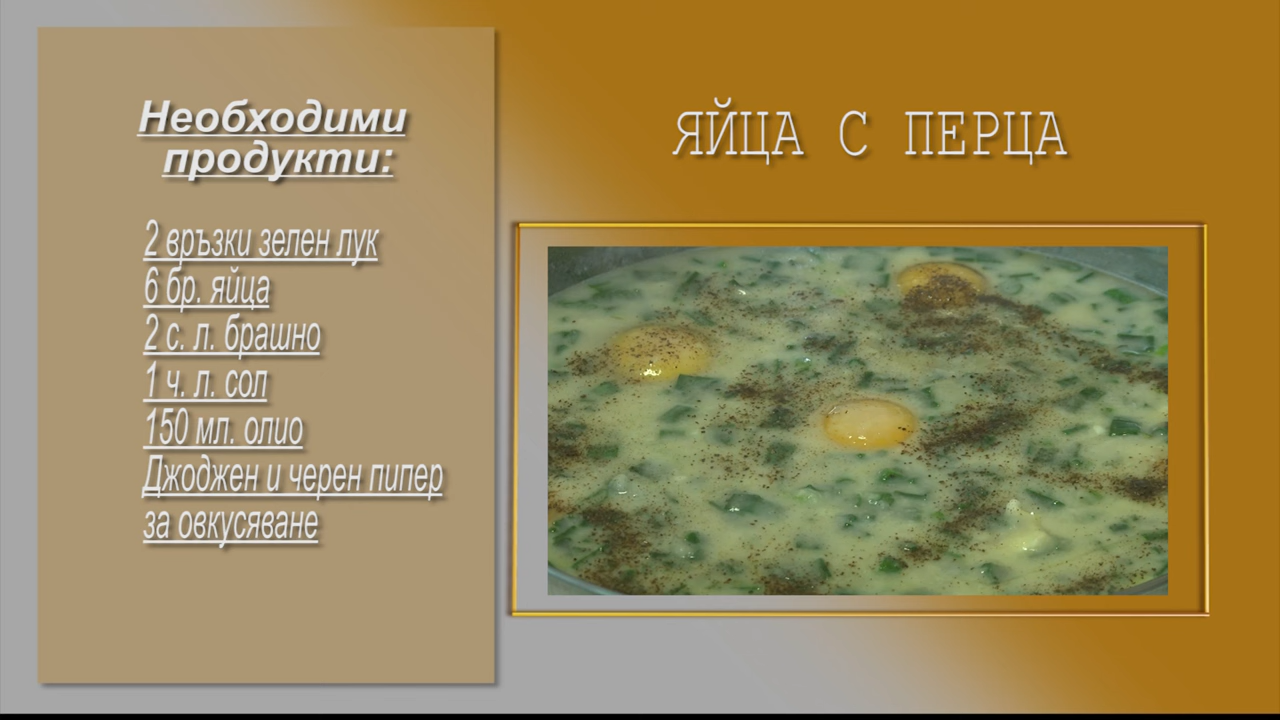 Необходими
продукти:
2 връзки зелен лук
6 бр. яйца
2 с. л. брашно
1 ч. л. сол
150 мл. олио
Джоджен и черен пипер
за овкусяване
ЯЙЦА С ПЕРЦА